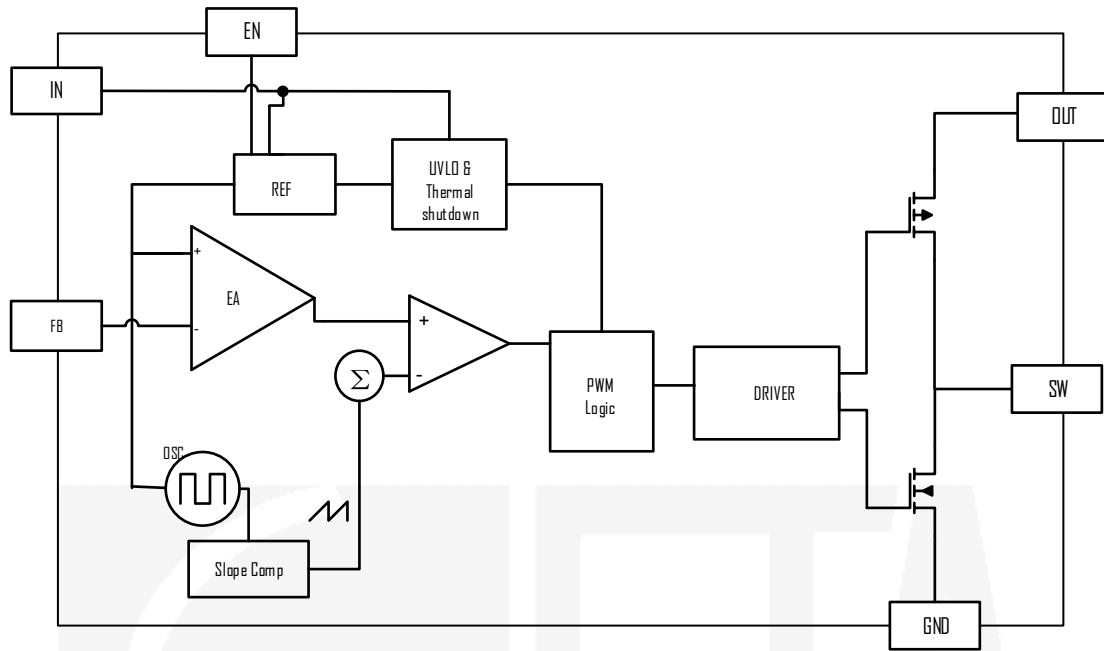 EN
IN
OUT
REF
UVLO &
Thermal
shutdown
+
EA
-
FB
+
-
Σ
PWM
Logic
DRIVER
SW
OSC
Slope Comp
GND